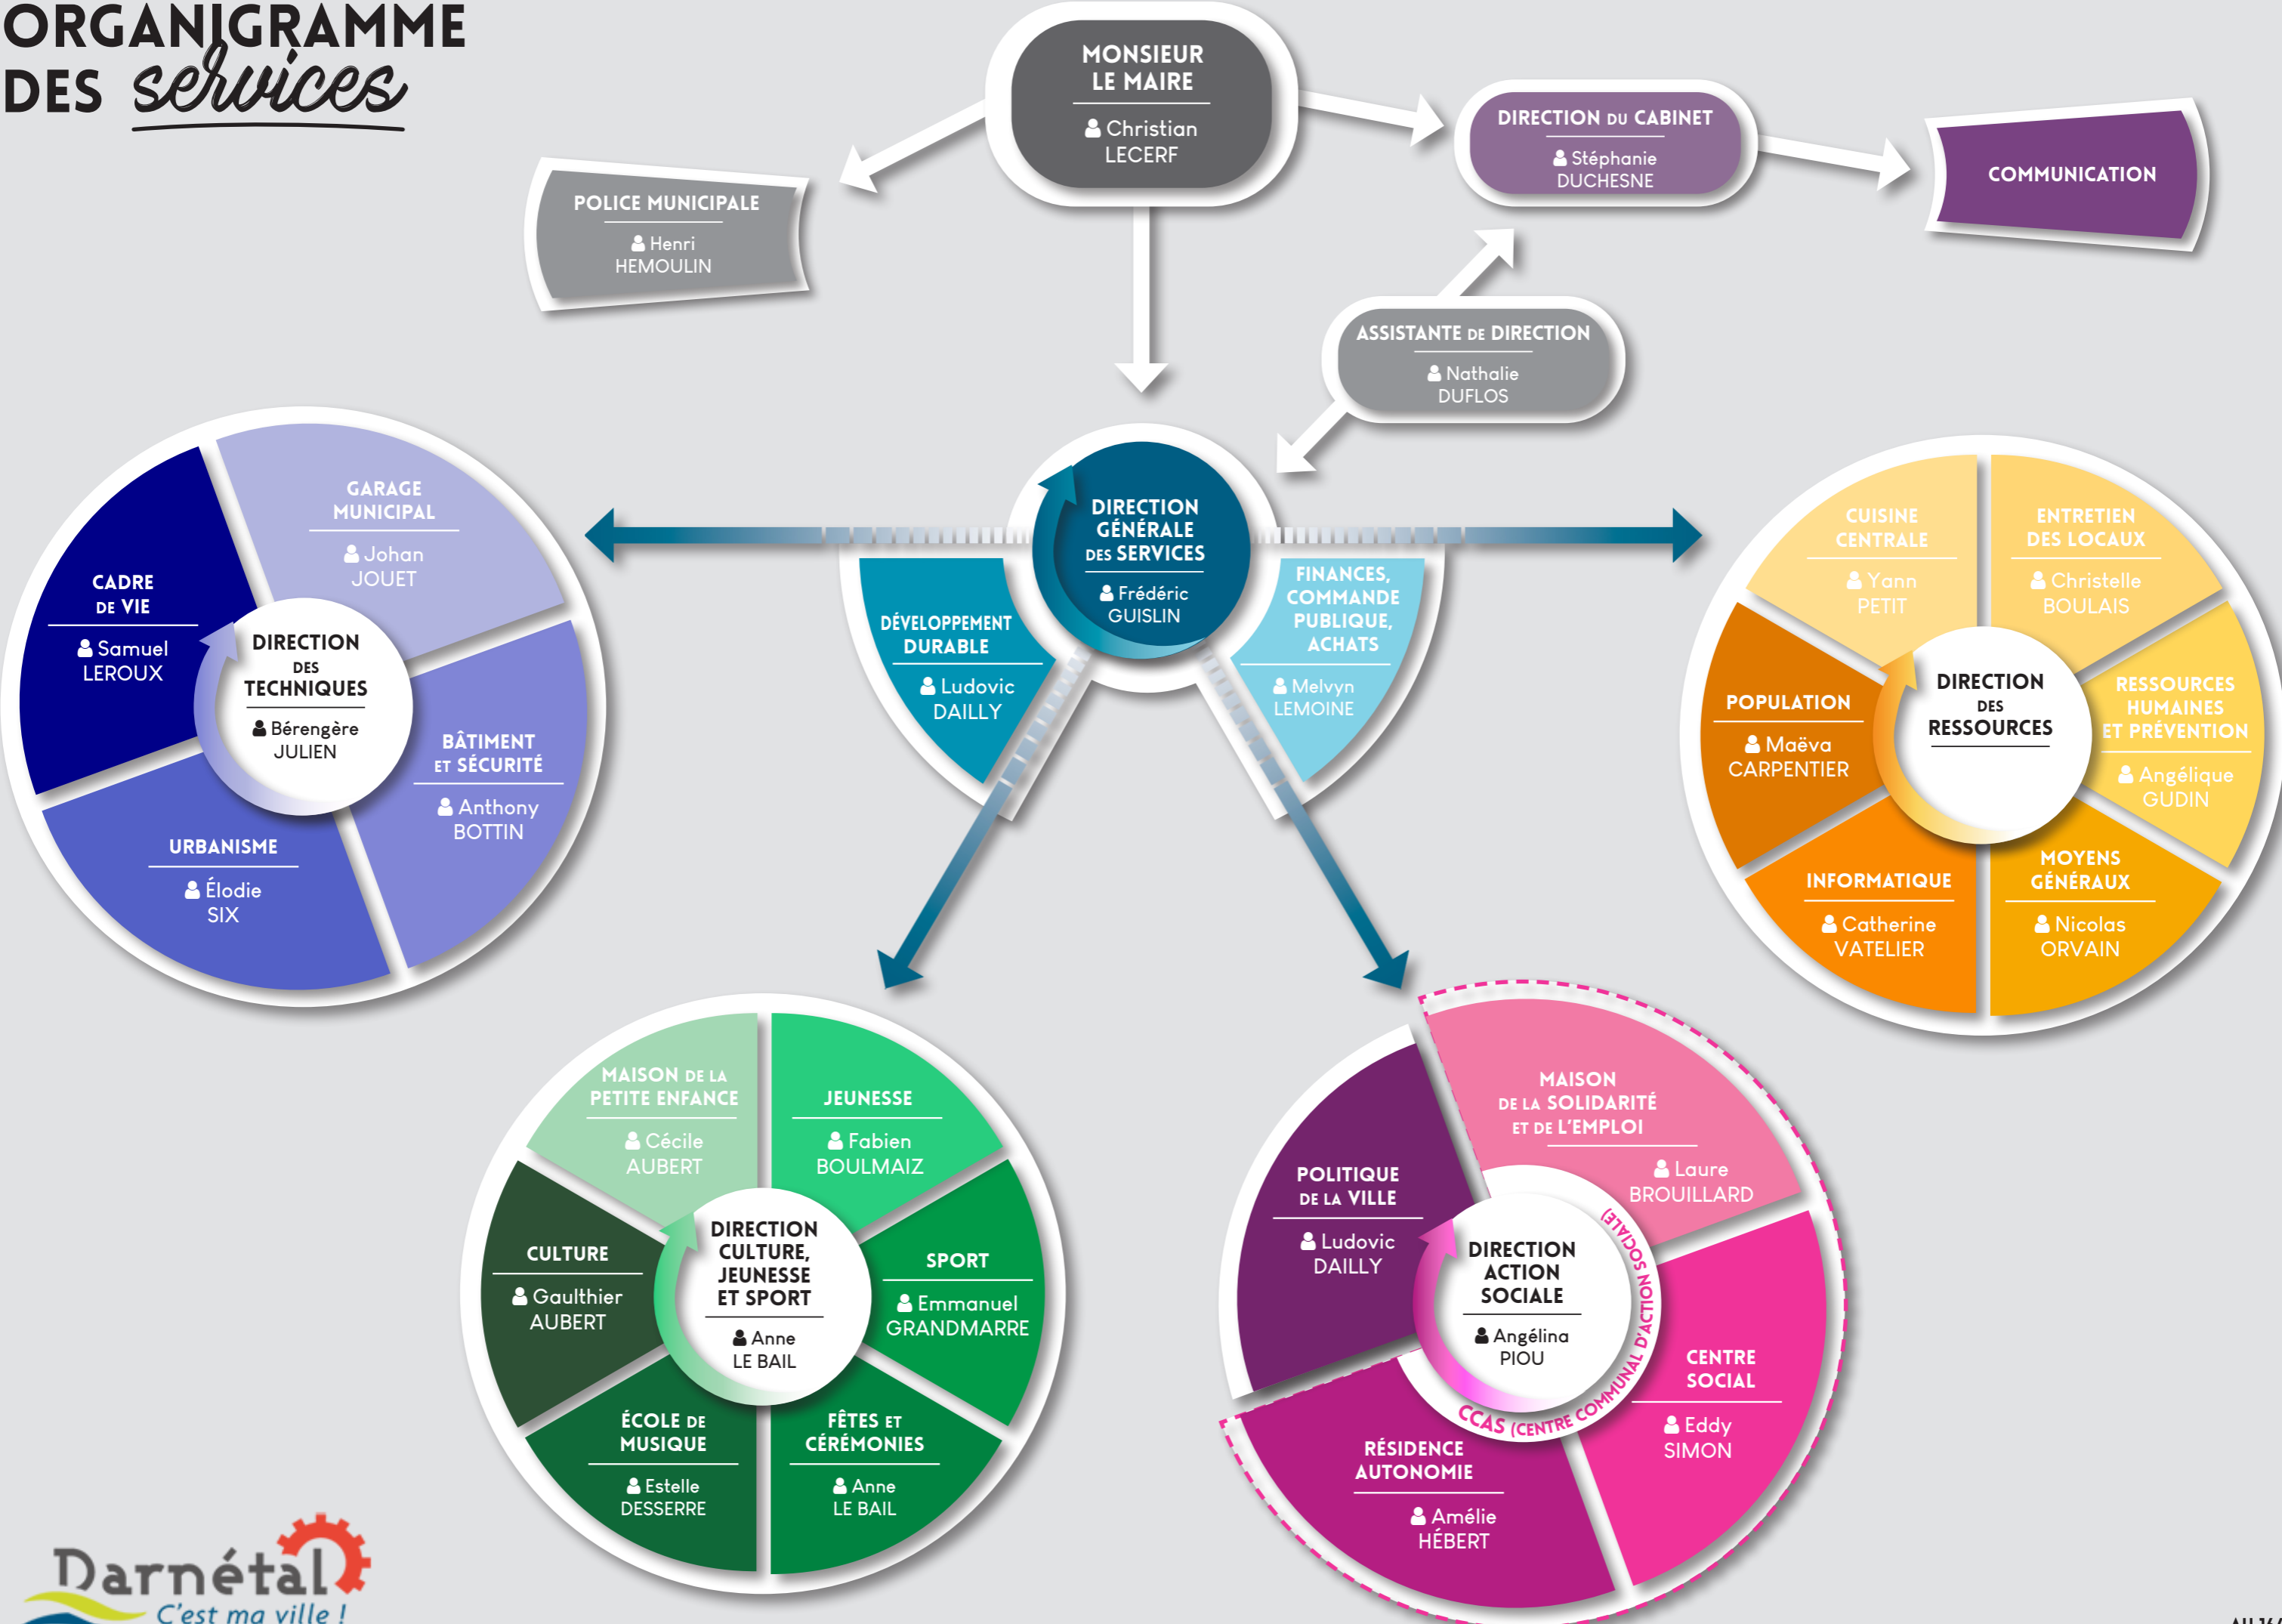 ORGANIGRAMME
DES services
MONSIEUR
LE MAIRE
Christian
LECERF
DIRECTION DU CABINET
Stéphanie
DUCHESNE
COMMUNICATION
POLICE MUNICIPALE
Henri
HEMOULIN
ASSISTANTE DE DIRECTION
Nathalie
DUFLOS
DIRECTION
GÉNÉRALE
DES SERVICES
Frédéric
GUISLIN
DÉVELOPPEMENT
DURABLE
Ludovic
DAILLY
FINANCES,
COMMANDE
PUBLIQUE,
ACHATS
Melvyn
LEMOINE
GARAGE
MUNICIPAL
Johan
JOUET
CADRE
DE VIE
Samuel
LEROUX
DIRECTION
DES
TECHNIQUES
Bérengère
JULIEN
BÂTIMENT
ET SÉCURITÉ
Anthony
BOTTIN
URBANISME
Élodie
SIX
CUISINE
CENTRALE
Yann
PETIT
ENTRETIEN
DES LOCAUX
Christelle
BOULAIS
POPULATION
Maëva
CARPENTIER
DIRECTION
DES
RESSOURCES
RESSOURCES
HUMAINES
ET PRÉVENTION
Angélique
GUDIN
INFORMATIQUE
Catherine
VATELIER
MOYENS
GÉNÉRAUX
Nicolas
ORVAIN
MAISON DE LA
PETITE ENFANCE
Cécile
AUBERT
JEUNESSE
Fabien
BOULMAIZ
CULTURE
Gaulthier
AUBERT
DIRECTION
CULTURE,
JEUNESSE
ET SPORT
Anne
LE BAIL
SPORT
Emmanuel
GRANDMARRE
ÉCOLE DE
MUSIQUE
Estelle
DESSERRE
FÊTES ET
CÉRÉMONIES
Anne
LE BAIL
MAISON
DE LA SOLIDARITÉ
ET DE L'EMPLOI
Laure
BROUILLARD
POLITIQUE
DE LA VILLE
Ludovic
DAILLY
DIRECTION
ACTION
SOCIALE
Angélina
PIOU
CCAS (CENTRE COMMUNAL D'ACTION SOCIALE)
CENTRE
SOCIAL
Eddy
SIMON
RÉSIDENCE
AUTONOMIE
Amélie
HÉBERT
Darnétal
C'est ma ville !